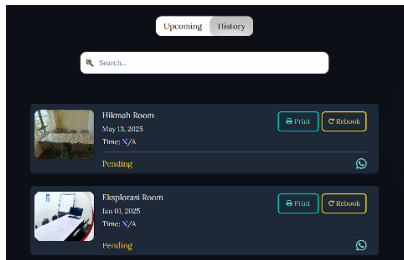 Upcoming History
Search...
Hikmah Room
May 13, 2025
Time: N/A
Print Rebook
Pending
Eksplorasi Room
Jan 01, 2025
Time: N/A
Print Rebook
Pending